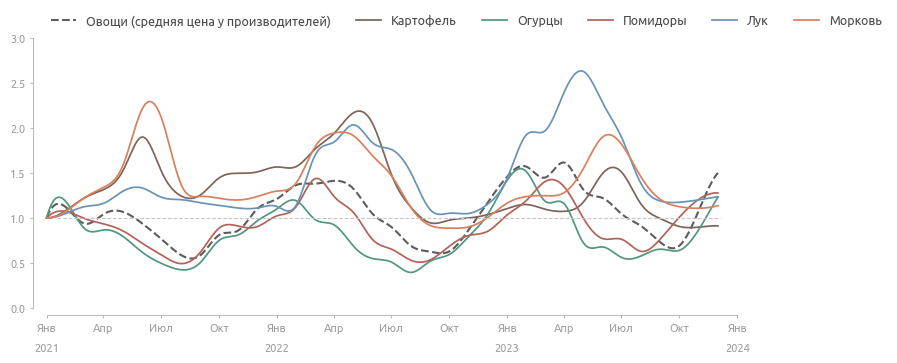 Овощи (средняя цена у производителей) Картофель Огурцы Помидоры Лук Морковь
3.0
2.5
2.0
1.5
1.0
0.5
0.0
Янв Апр Июл Окт Янв Апр Июл Окт Янв Апр Июл Окт Янв
2021 2022 2023 2024